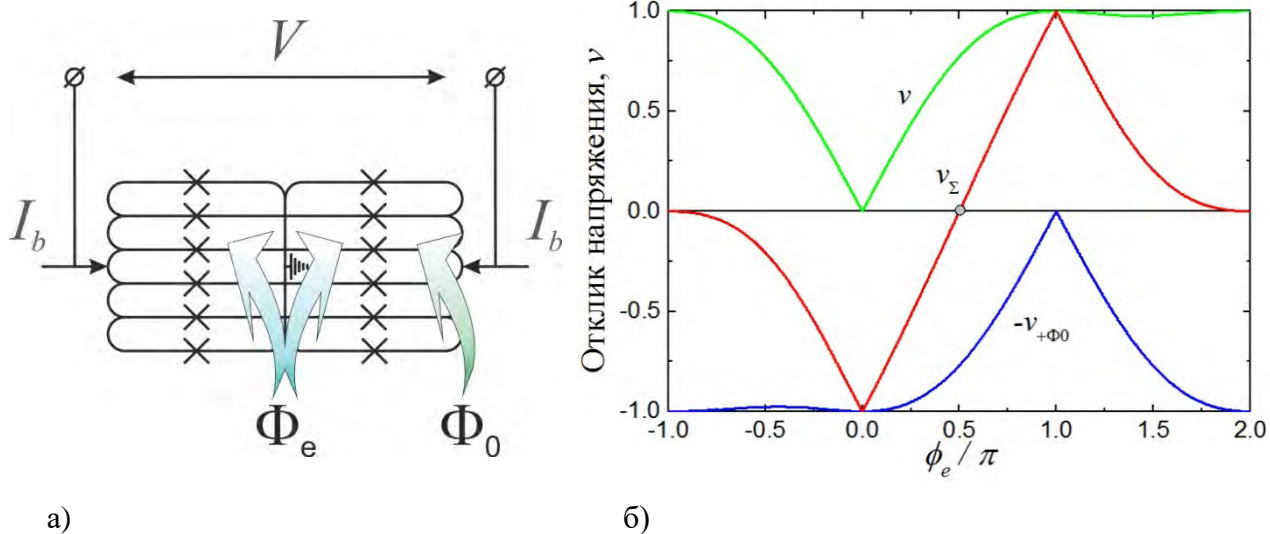 V
I_b
I_b
Φ_e
Φ_0
а)
Отклик напряжения, v
1.0
0.5
0.0
-0.5
-1.0
v
v_Σ
-v_{+Φ0}
-1.0 -0.5 0.0 0.5 1.0 1.5 2.0
ϕ_e / π
б)